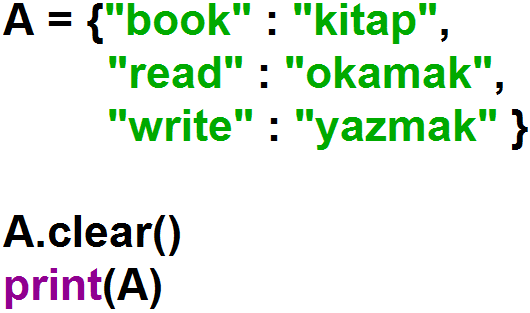 A = {"book" : "kitap",
"read" : "okamak",
"write" : "yazmak" }
A.clear()
print(A)